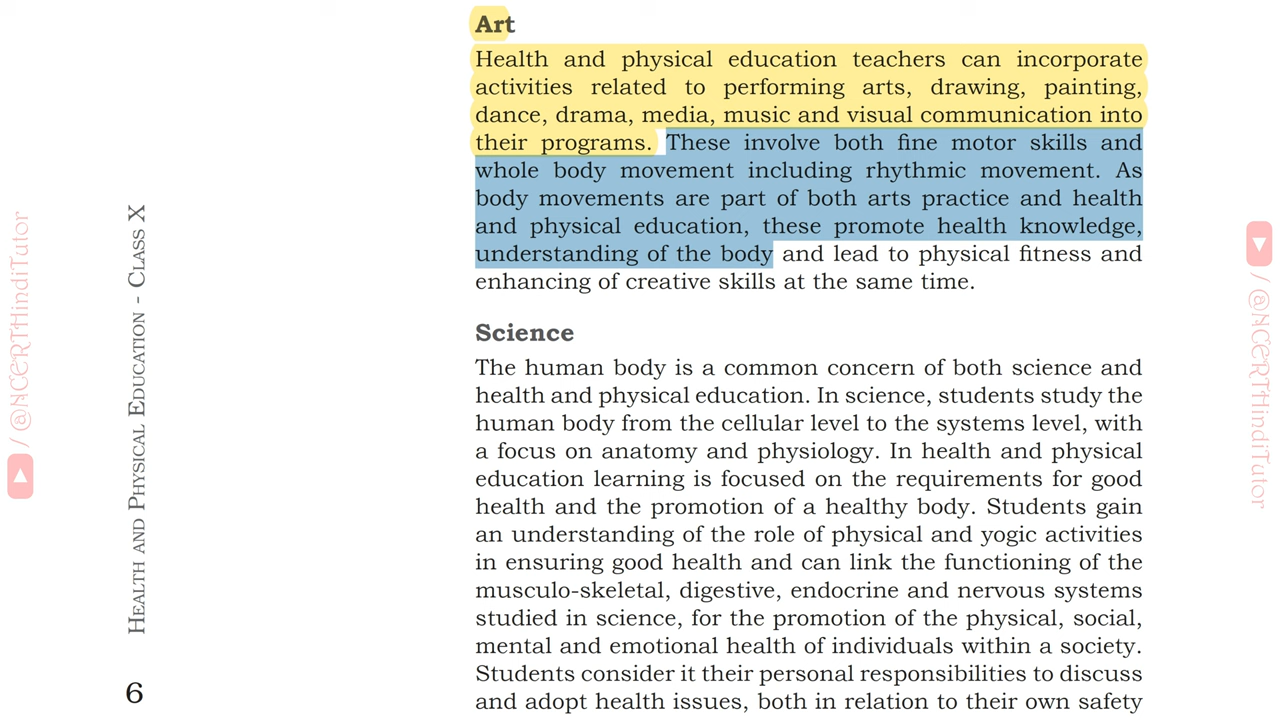 Art
Health and physical education teachers can incorporate
activities related to performing arts, drawing, painting,
dance, drama, media, music and visual communication into
their programs. These involve both fine motor skills and
whole body movement including rhythmic movement. As
body movements are part of both arts practice and health
and physical education, these promote health knowledge,
understanding of the body and lead to physical fitness and
enhancing of creative skills at the same time.
Science
The human body is a common concern of both science and
health and physical education. In science, students study the
human body from the cellular level to the systems level, with
a focus on anatomy and physiology. In health and physical
education learning is focused on the requirements for good
health and the promotion of a healthy body. Students gain
an understanding of the role of physical and yogic activities
in ensuring good health and can link the functioning of the
musculo-skeletal, digestive, endocrine and nervous systems
studied in science, for the promotion of the physical, social,
mental and emotional health of individuals within a society.
Students consider it their personal responsibilities to discuss
and adopt health issues, both in relation to their own safety
Health and Physical Education - Class X
6
/ @NCERTHindiTutor
/ @NCERTHindiTutor